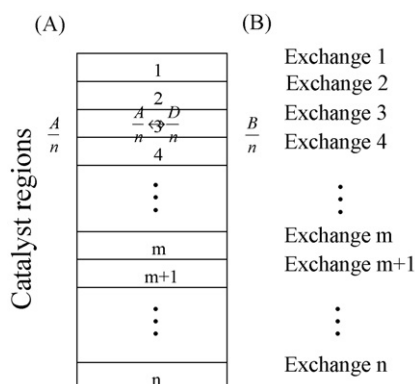 (A)
(B)
Catalyst regions
A/n
1
2
3
A/n ⇔ D/n
4
⋮
m
m+1
⋮
n
B/n
Exchange 1
Exchange 2
Exchange 3
Exchange 4
⋮
Exchange m
Exchange m+1
⋮
Exchange n